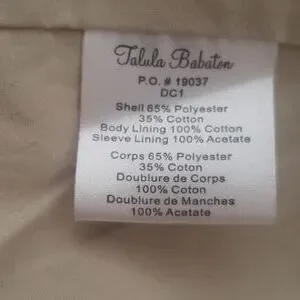 Talula Babaton
P.O. # 19037
DC1
Shell 65% Polyester
35% Cotton
Body Lining 100% Cotton
Sleeve Lining 100% Acetate
Corps 65% Polyester
35% Coton
Doublure de Corps
100% Coton
Doublure de Manches
100% Acetate